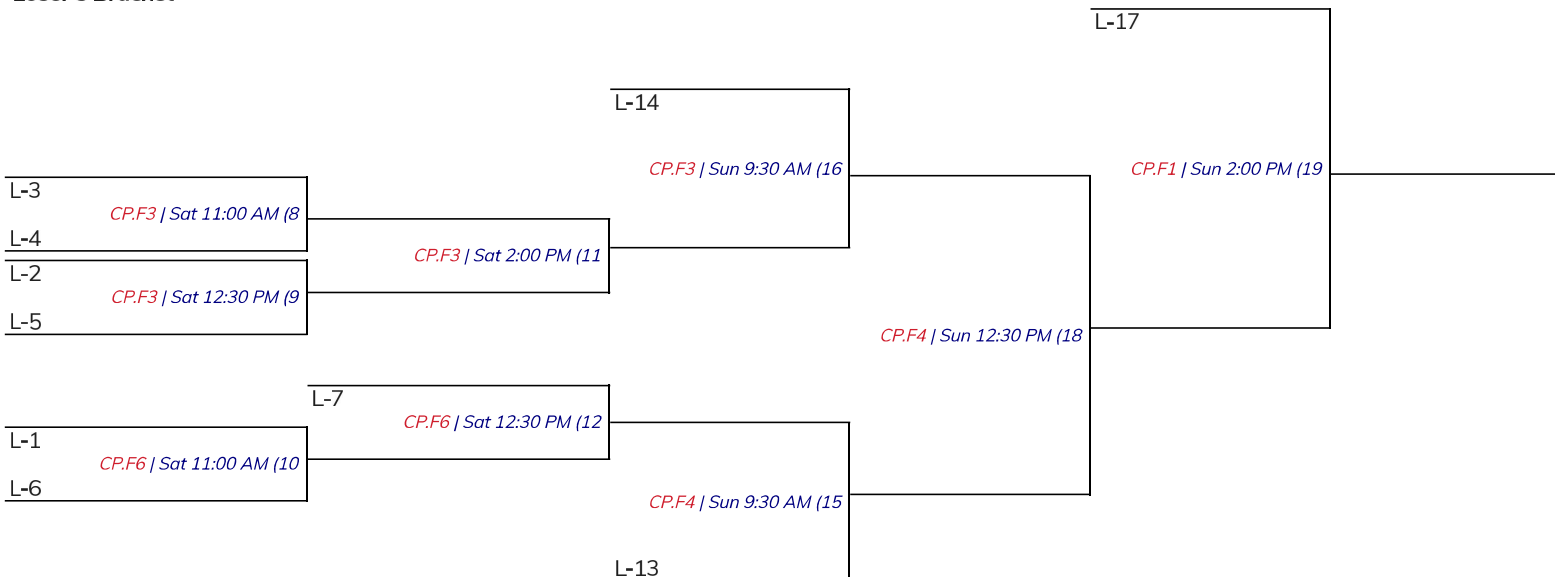 L-17
L-14
CP.F3 | Sun 9:30 AM (16
CP.F1 | Sun 2:00 PM (19
L-3
CP.F3 | Sat 11:00 AM (8
L-4
CP.F3 | Sat 2:00 PM (11
L-2
CP.F3 | Sat 12:30 PM (9
L-5
CP.F4 | Sun 12:30 PM (18
L-7
CP.F6 | Sat 12:30 PM (12
L-1
CP.F6 | Sat 11:00 AM (10
L-6
CP.F4 | Sun 9:30 AM (15
L-13